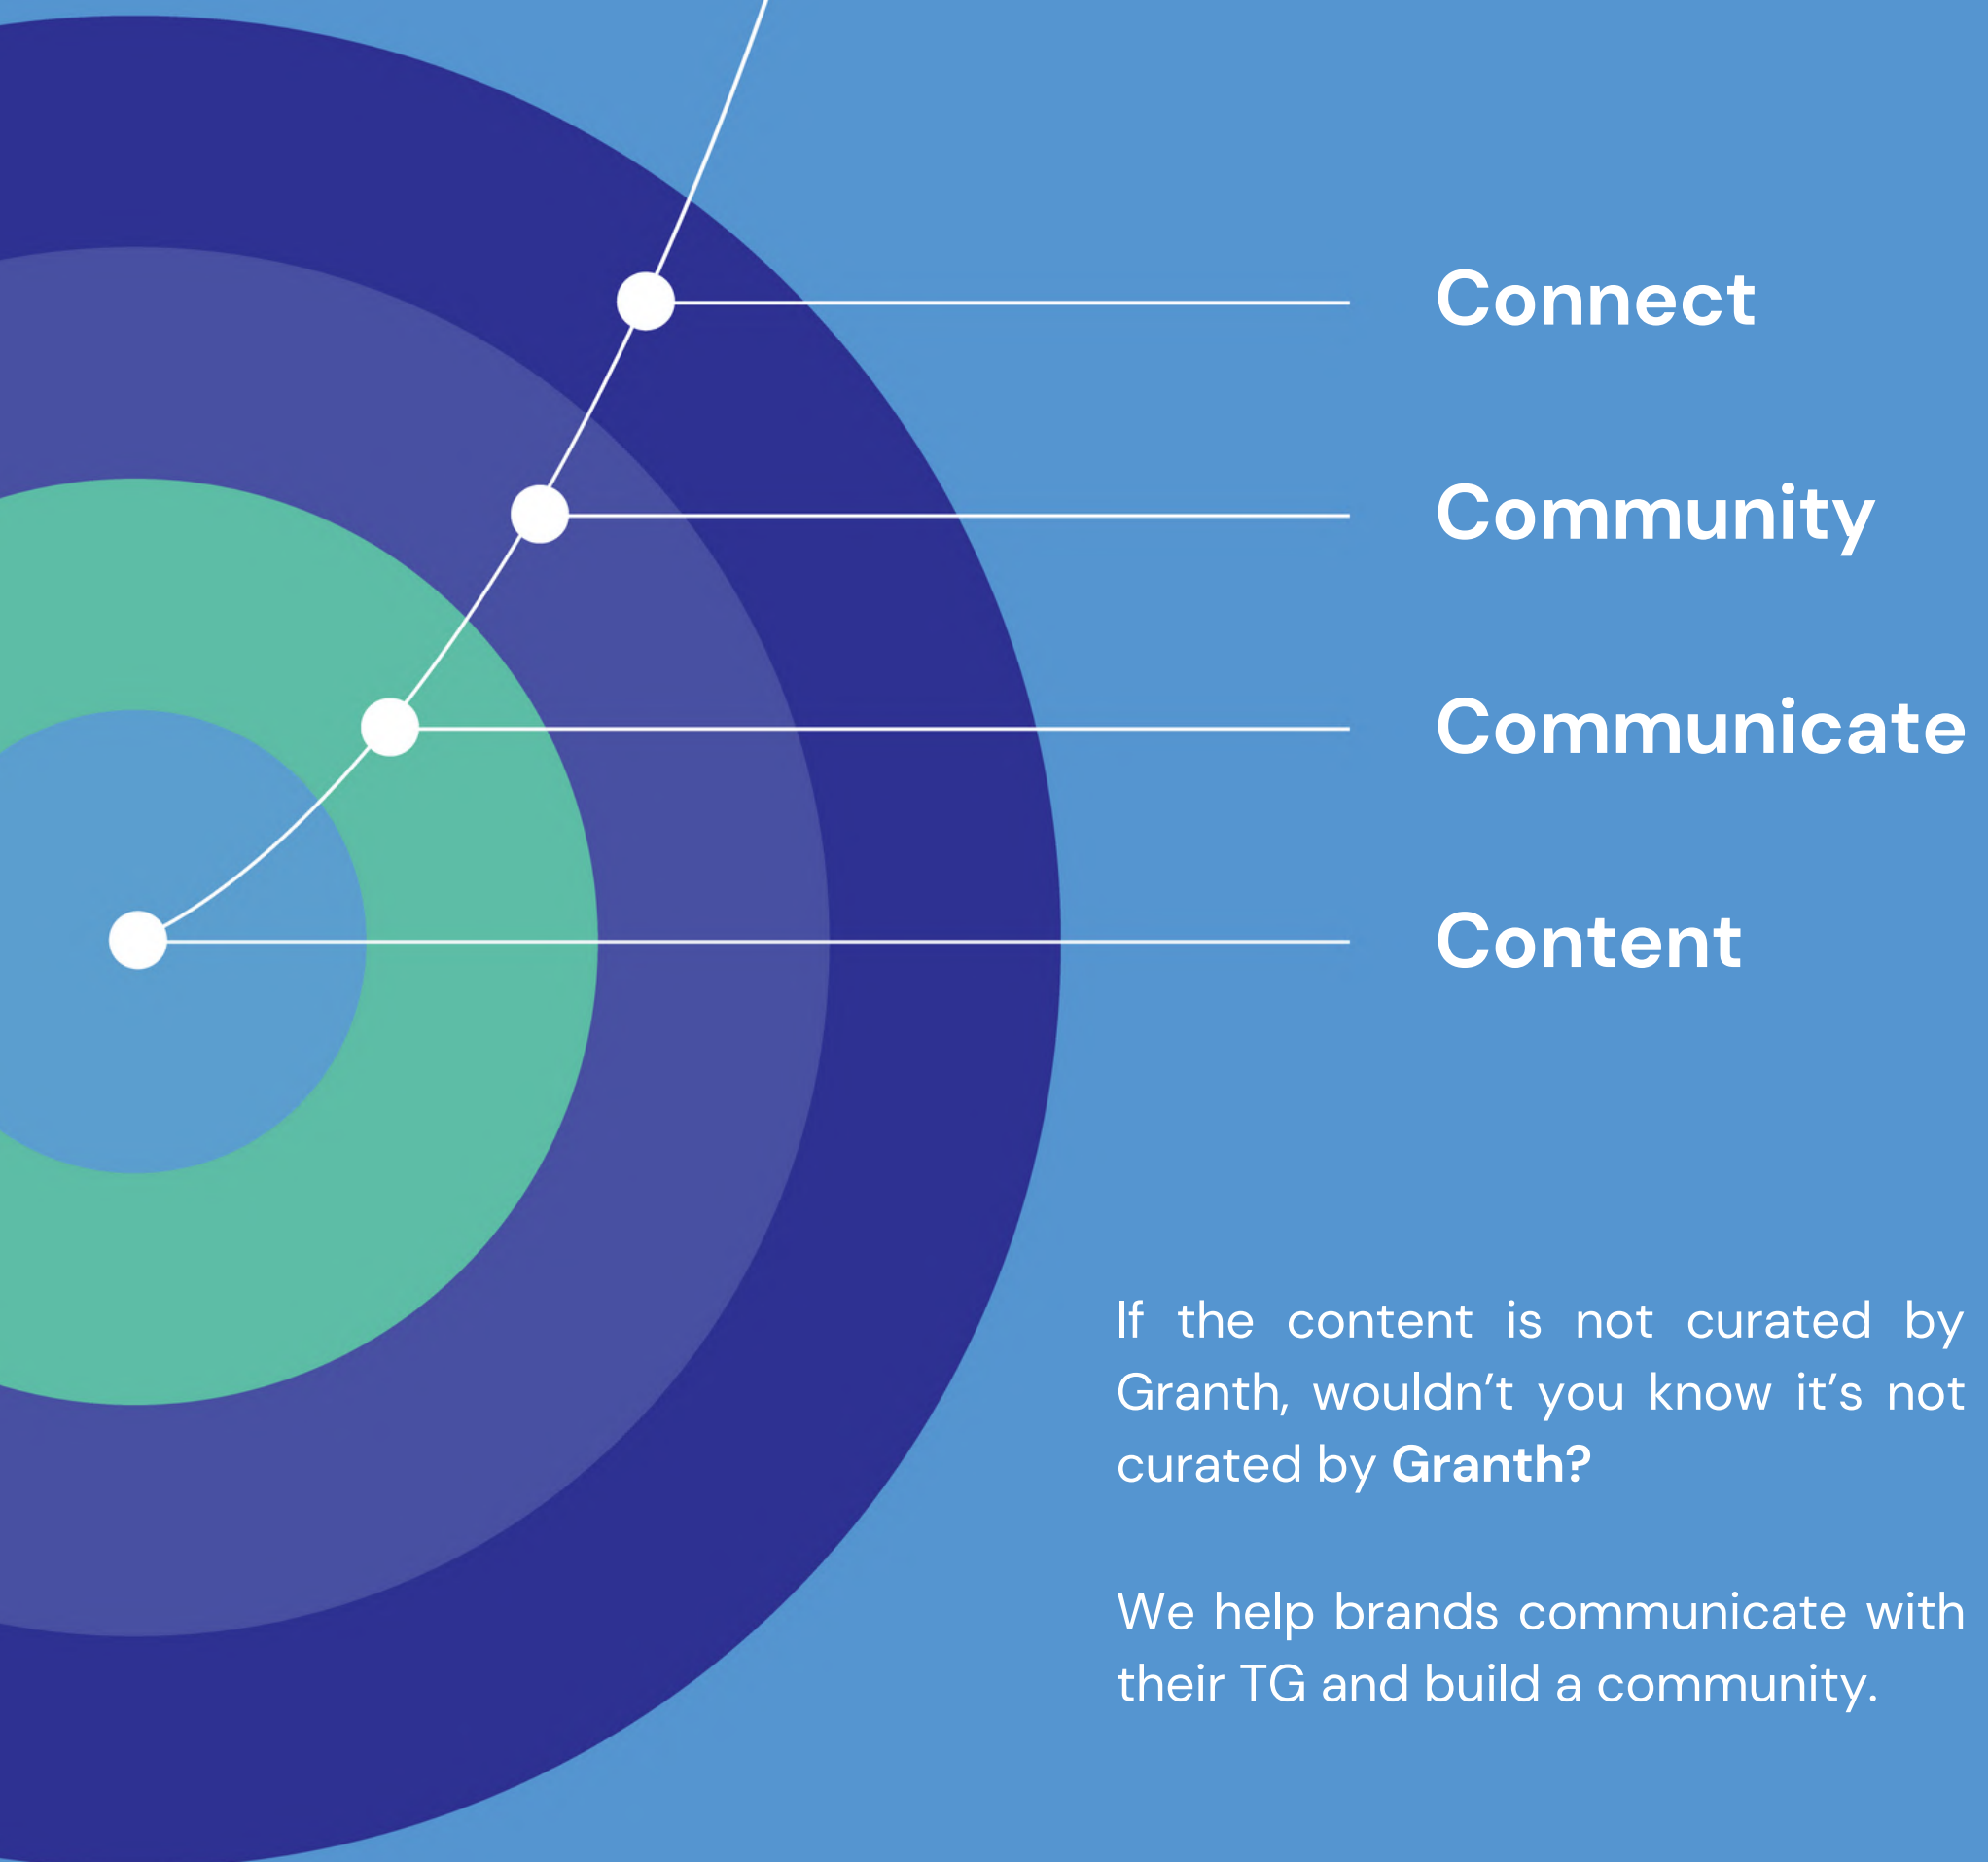 Connect
Community
Communicate
Content
If the content is not curated by
Granth, wouldn’t you know it’s not
curated by Granth?
We help brands communicate with
their TG and build a community.